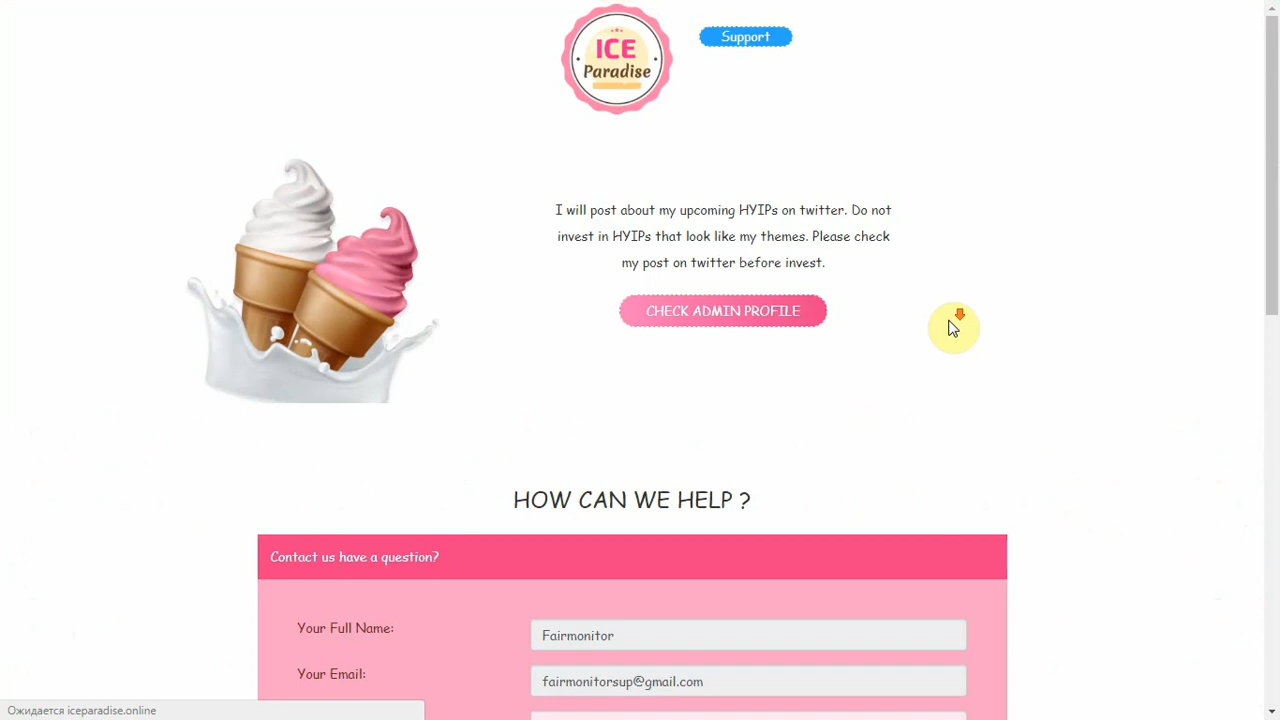 ICE
Paradise
Support
I will post about my upcoming HYIPs on twitter. Do not
invest in HYIPs that look like my themes. Please check
my post on twitter before invest.
CHECK ADMIN PROFILE
HOW CAN WE HELP ?
Contact us have a question?
Your Full Name:
Fairmonitor
Your Email:
fairmonitorsup@gmail.com
Ожидается iceparadise.online